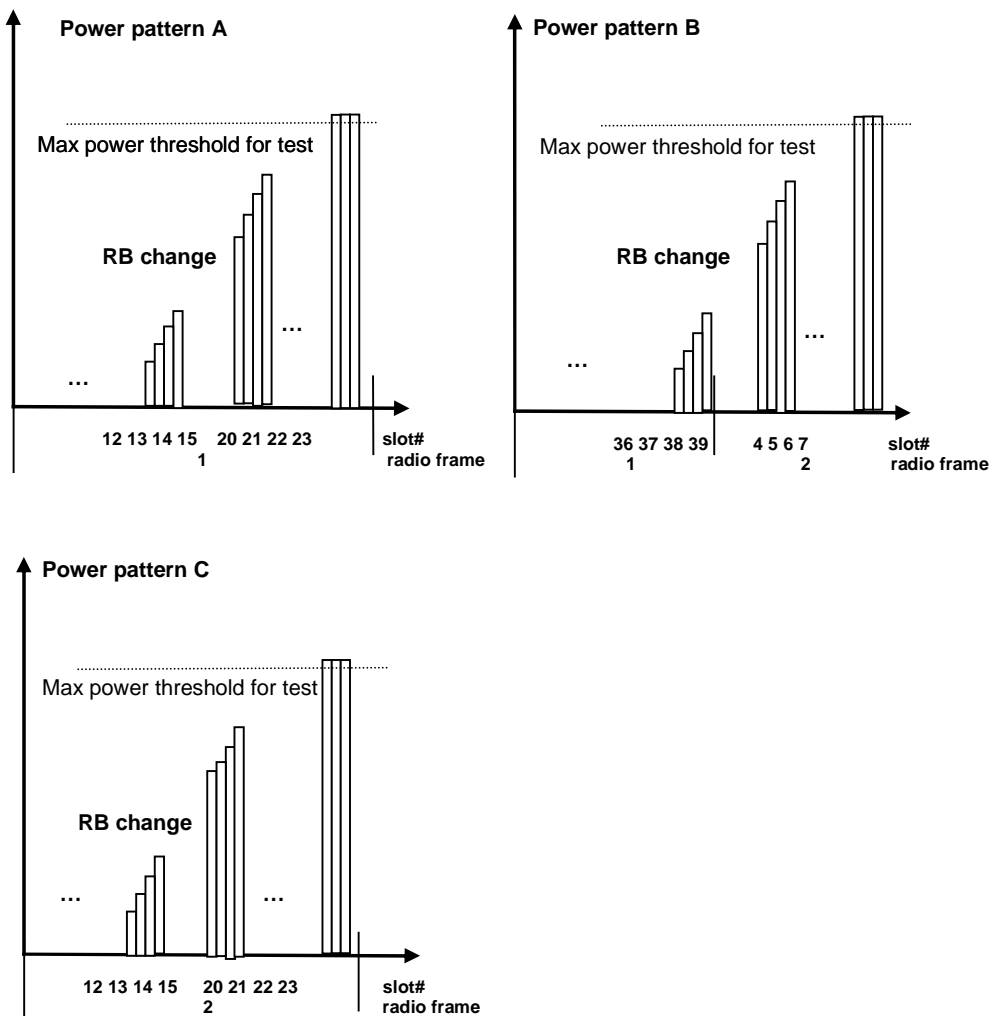 Power pattern A
Max power threshold for test
RB change
...
...
12 13 14 15 20 21 22 23 slot#
1 radio frame
Power pattern B
Max power threshold for test
RB change
...
...
36 37 38 39 4 5 6 7 slot#
1 2 radio frame
Power pattern C
Max power threshold for test
RB change
...
...
12 13 14 15 20 21 22 23 slot#
2 radio frame